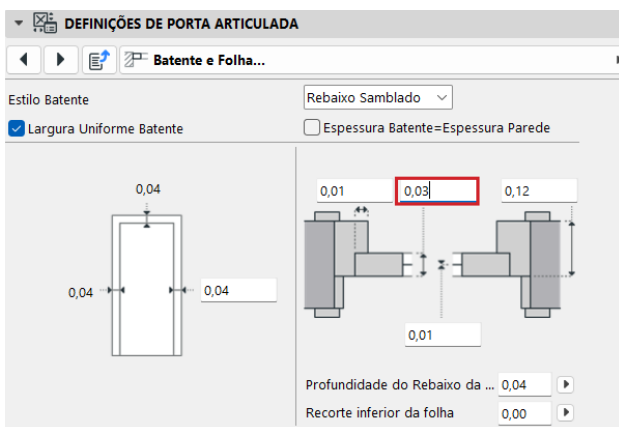 DEFINIÇÕES DE PORTA ARTICULADA
Batente e Folha...
Estilo Batente
Rebaixo Samblado
Largura Uniforme Batente
Espessura Batente=Espessura Parede
0,04
0,01
0,03
0,12
0,04
0,04
0,01
Profundidade do Rebaixo da ... 0,04
Recorte inferior da folha 0,00